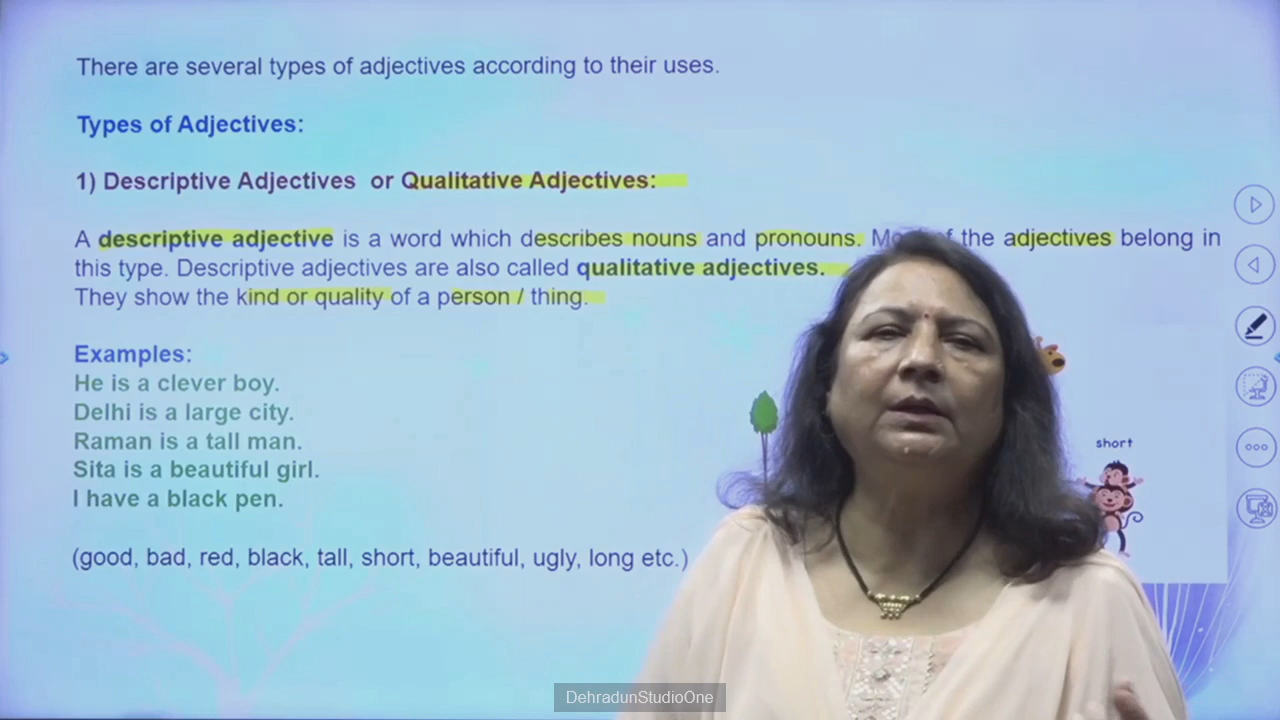 There are several types of adjectives according to their uses.
Types of Adjectives:
1) Descriptive Adjectives or Qualitative Adjectives:
A descriptive adjective is a word which describes nouns and pronouns. of the adjectives belong in
this type. Descriptive adjectives are also called qualitative adjectives.
They show the kind or quality of a person / thing.
Examples:
He is a clever boy.
Delhi is a large city.
Raman is a tall man.
Sita is a beautiful girl.
I have a black pen.
short
(good, bad, red, black, tall, short, beautiful, ugly, long etc.)
DehradunStudioOne